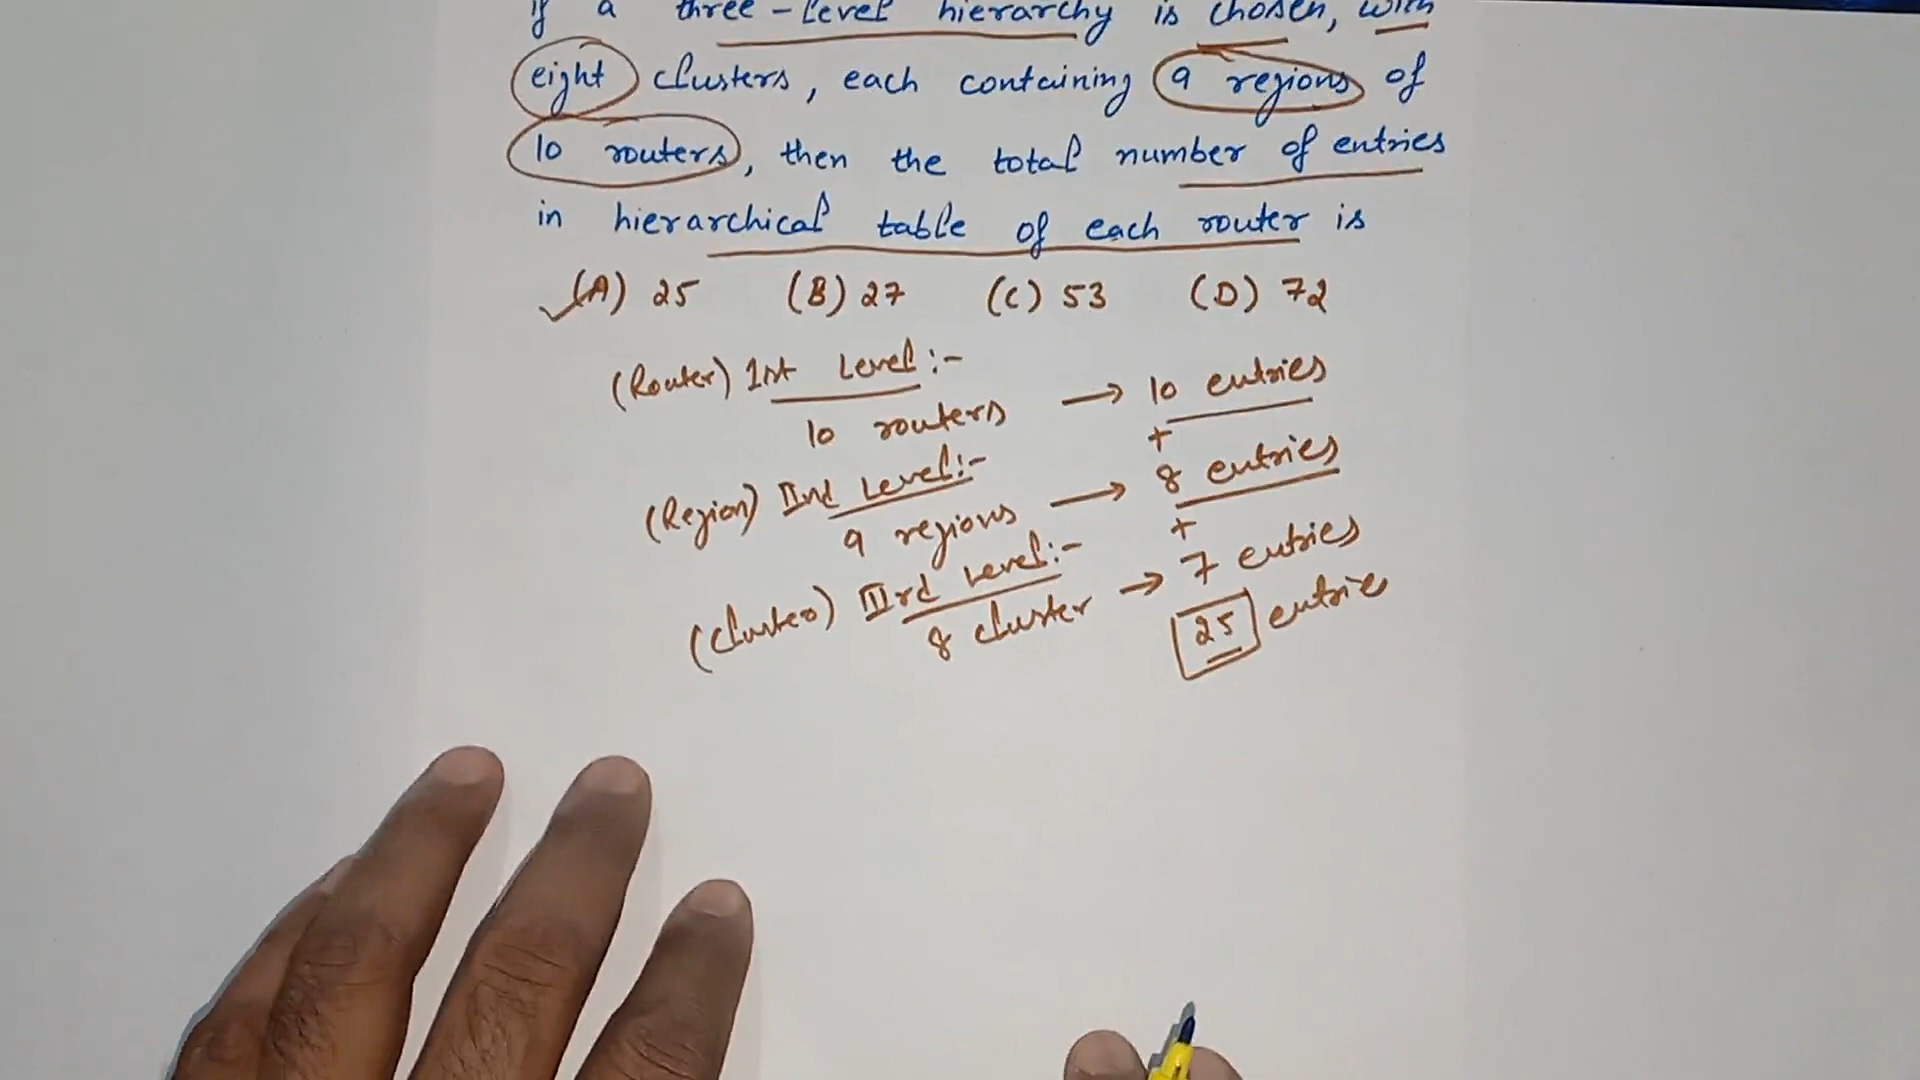 if a three-level hierarchy is chosen, with
eight clusters, each containing 9 regions of
10 routers, then the total number of entries
in hierarchical table of each router is
(A) 25 (B) 27 (C) 53 (D) 72
(Router) 1st Level:- → 10 entries
10 routers +
(Region) IInd Level:- → 8 entries
9 regions +
(Cluster) IIIrd Level:- → 7 entries
8 cluster 25 entrie